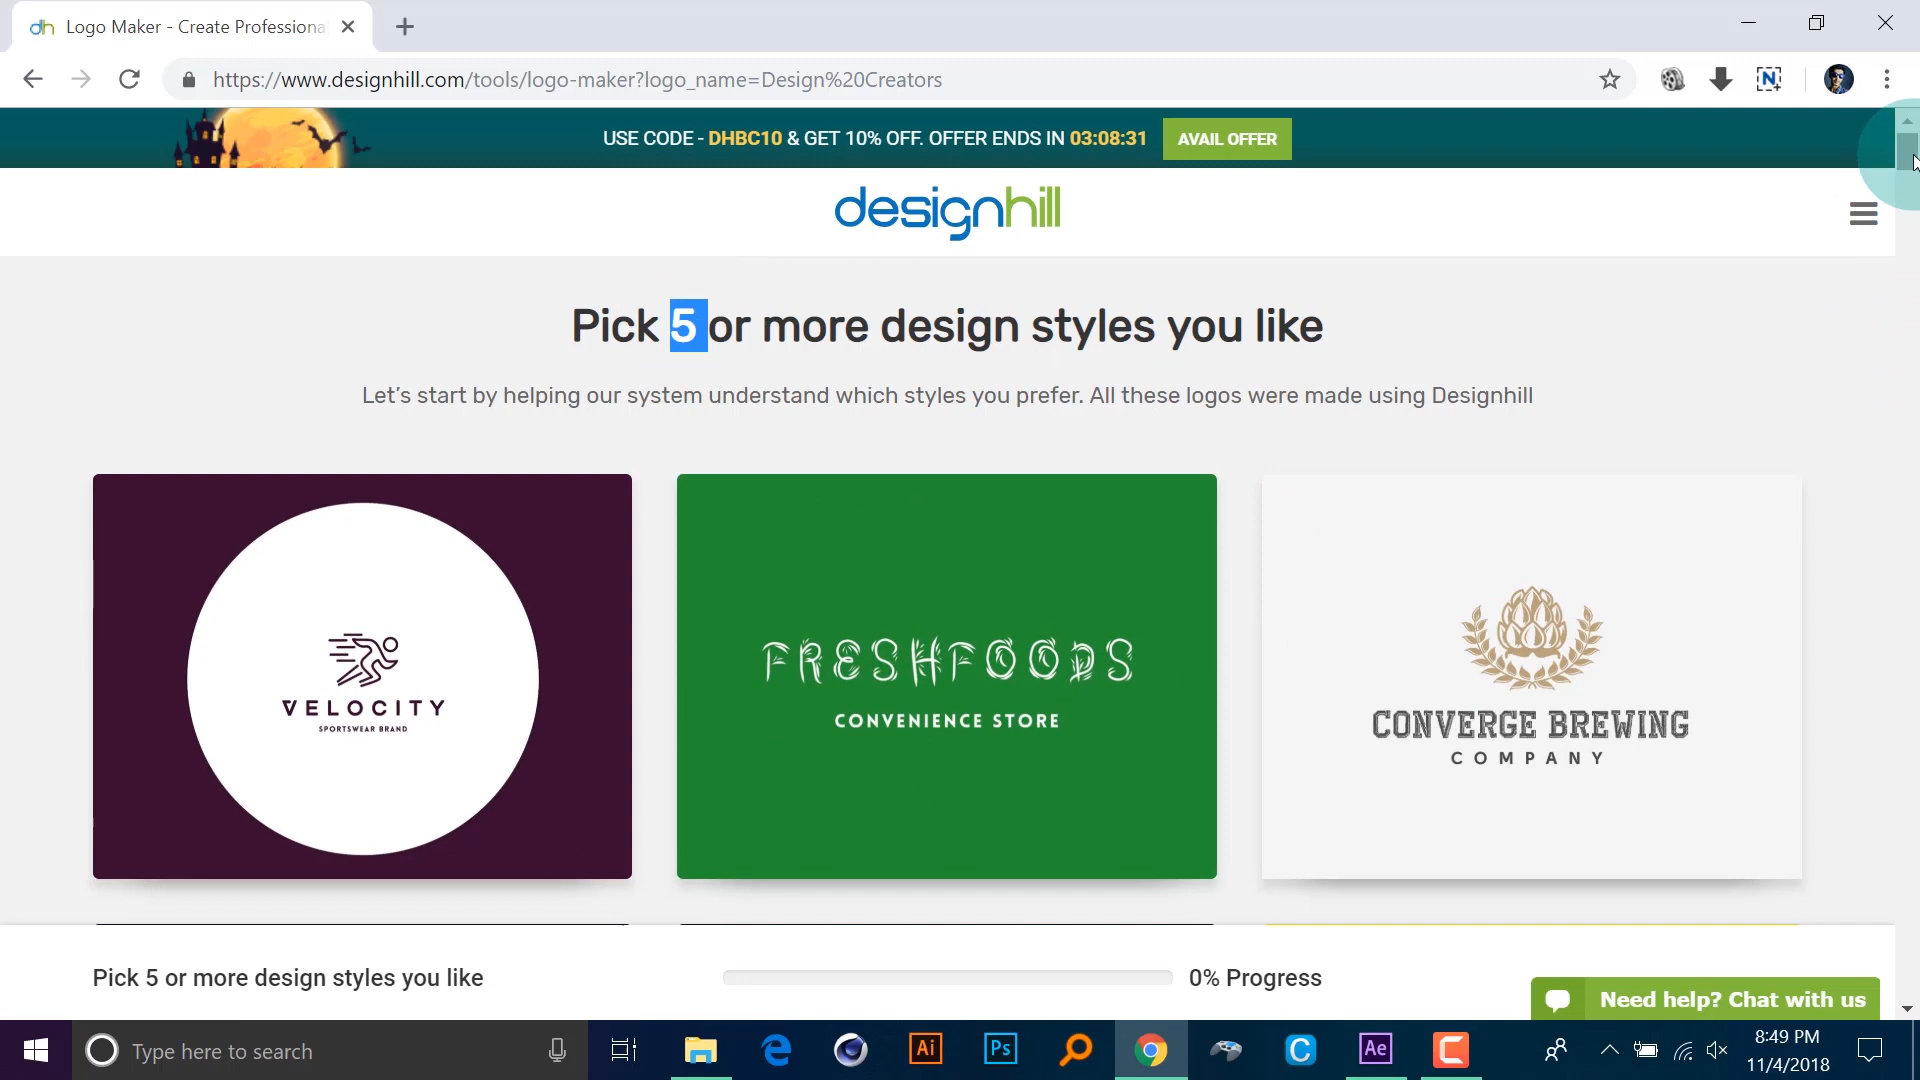 dh Logo Maker - Create Professiona
https://www.designhill.com/tools/logo-maker?logo_name=Design%20Creators
N
USE CODE - DHBC10 & GET 10% OFF. OFFER ENDS IN 03:08:31
AVAIL OFFER
designhill
Pick 5 or more design styles you like
Let’s start by helping our system understand which styles you prefer. All these logos were made using Designhill
VELOCITY
SPORTSWEAR BRAND
FRESHFOODS
CONVENIENCE STORE
CONVERGE BREWING
COMPANY
Pick 5 or more design styles you like
0% Progress
Need help? Chat with us
Type here to search
Ai
Ps
C
Ae
C
8:49 PM
11/4/2018